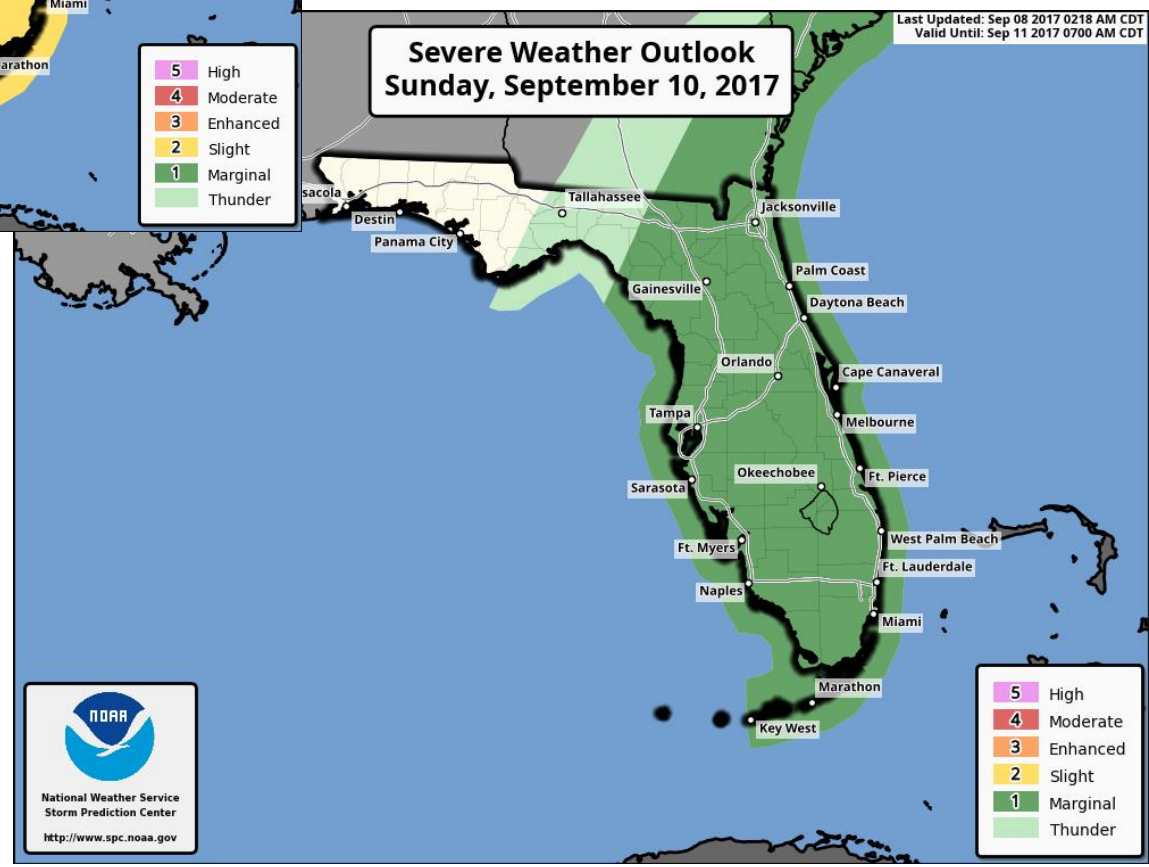 Miami
arathon
5 High
4 Moderate
3 Enhanced
2 Slight
1 Marginal
Thunder
Last Updated: Sep 08 2017 0218 AM CDT
Valid Until: Sep 11 2017 0700 AM CDT
Severe Weather Outlook
Sunday, September 10, 2017
sacola
Destin
Panama City
Tallahassee
Jacksonville
Gainesville
Palm Coast
Daytona Beach
Orlando
Cape Canaveral
Tampa
Melbourne
Okeechobee
Ft. Pierce
Sarasota
West Palm Beach
Ft. Myers
Ft. Lauderdale
Naples
Miami
Marathon
Key West
NOAA
National Weather Service
Storm Prediction Center
http://www.spc.noaa.gov
5 High
4 Moderate
3 Enhanced
2 Slight
1 Marginal
Thunder